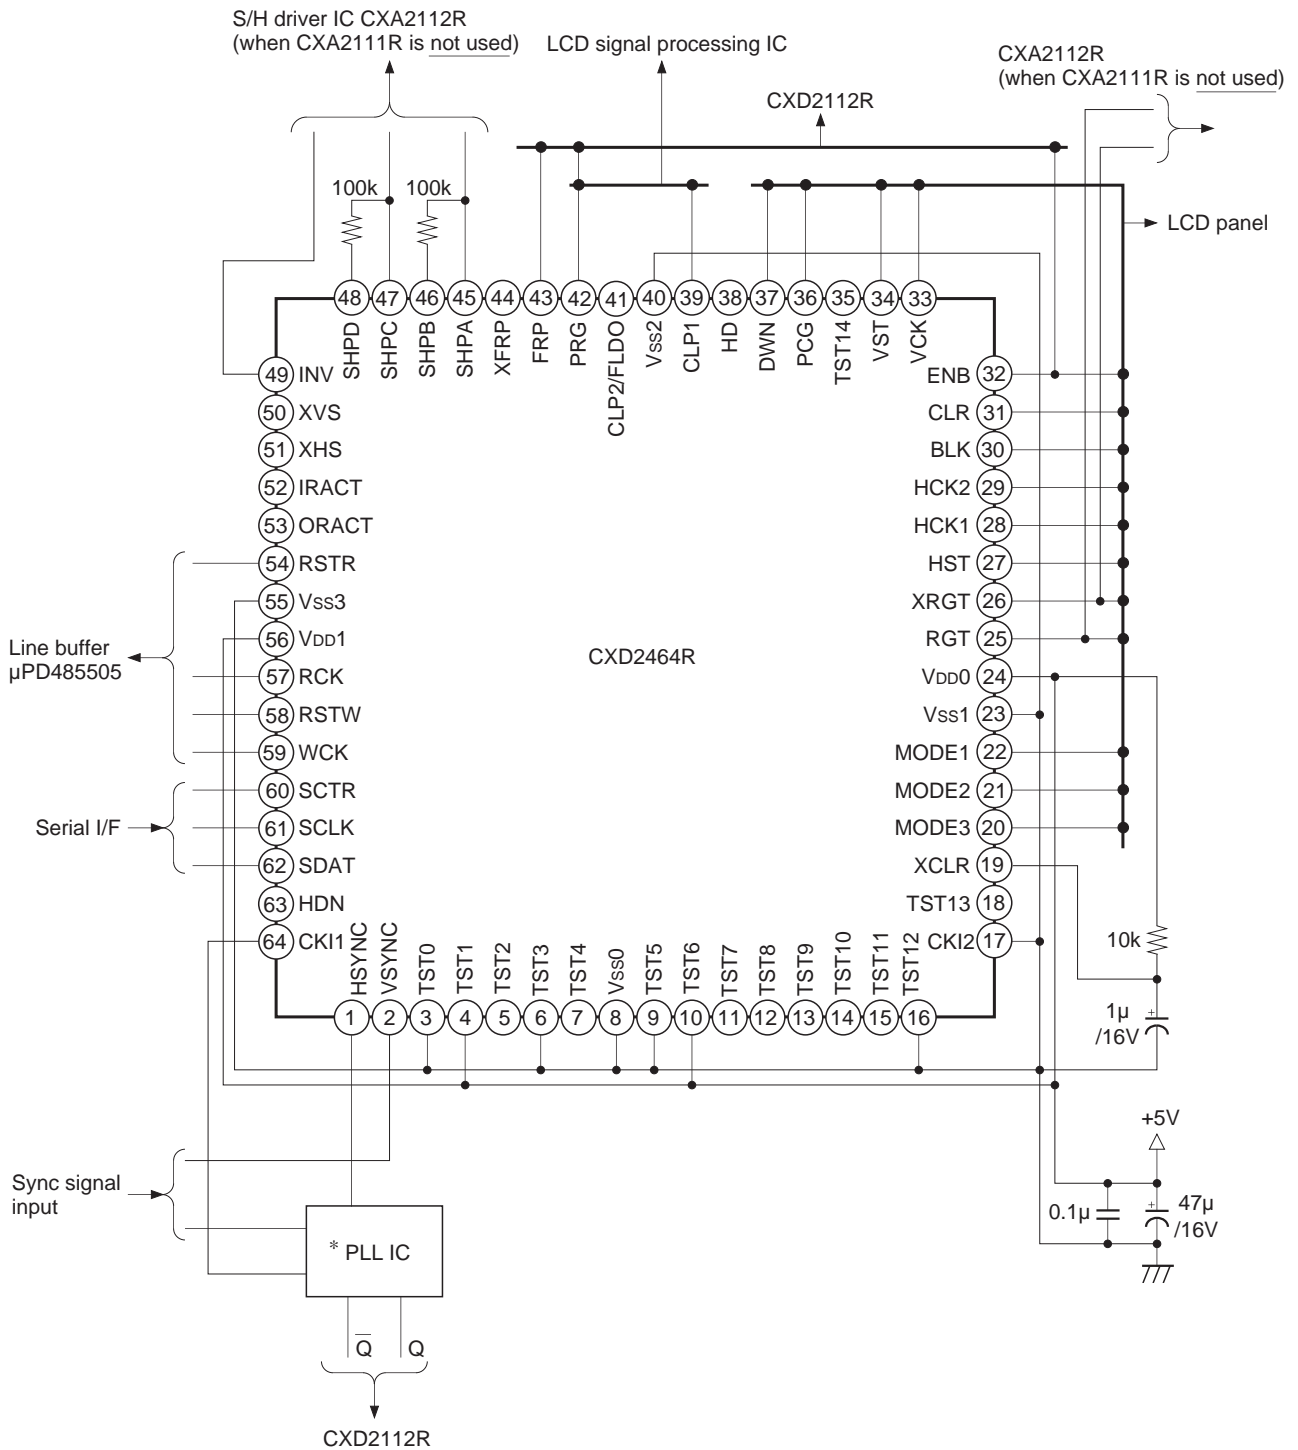 S/H driver IC CXA2112R
(when CXA2111R is not used)
LCD signal processing IC
CXA2112R
(when CXA2111R is not used)
CXD2112R
100k
100k
LCD panel
48 47 46 45 44 43 42 41 40 39 38 37 36 35 34 33
SHPD
SHPC
SHPB
SHPA
XFRP
FRP
PRG
CLP2/FLDO
Vss2
CLP1
HD
DWN
PCG
TST14
VST
VCK
49 INV
50 XVS
51 XHS
52 IRACT
53 ORACT
54 RSTR
55 Vss3
56 VDD1
57 RCK
58 RSTW
59 WCK
60 SCTR
61 SCLK
62 SDAT
63 HDN
64 CKI1
Line buffer
µPD485505
Serial I/F
CXD2464R
ENB 32
CLR 31
BLK 30
HCK2 29
HCK1 28
HST 27
XRGT 26
RGT 25
VDD0 24
Vss1 23
MODE1 22
MODE2 21
MODE3 20
XCLR 19
TST13 18
CKI2 17
10k
HSYNC
VSYNC
TST0
TST1
TST2
TST3
TST4
Vss0
TST5
TST6
TST7
TST8
TST9
TST10
TST11
TST12
1 2 3 4 5 6 7 8 9 10 11 12 13 14 15 16
+
1µ
/16V
+5V
Sync signal
input
0.1µ
+
47µ
/16V
* PLL IC
Q̅ Q
CXD2112R